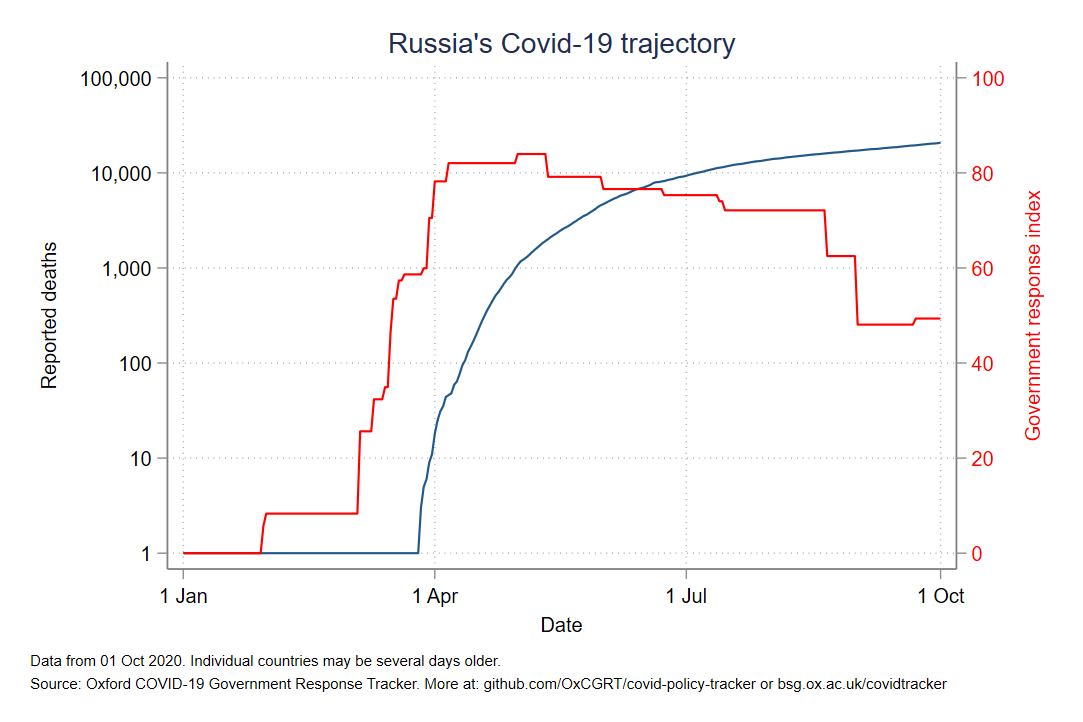 Russia's Covid-19 trajectory
100,000
10,000
1,000
100
10
1
Reported deaths
100
80
60
40
20
0
Government response index
1 Jan 1 Apr 1 Jul 1 Oct
Date
Data from 01 Oct 2020. Individual countries may be several days older.
Source: Oxford COVID-19 Government Response Tracker. More at: github.com/OxCGRT/covid-policy-tracker or bsg.ox.ac.uk/covidtracker